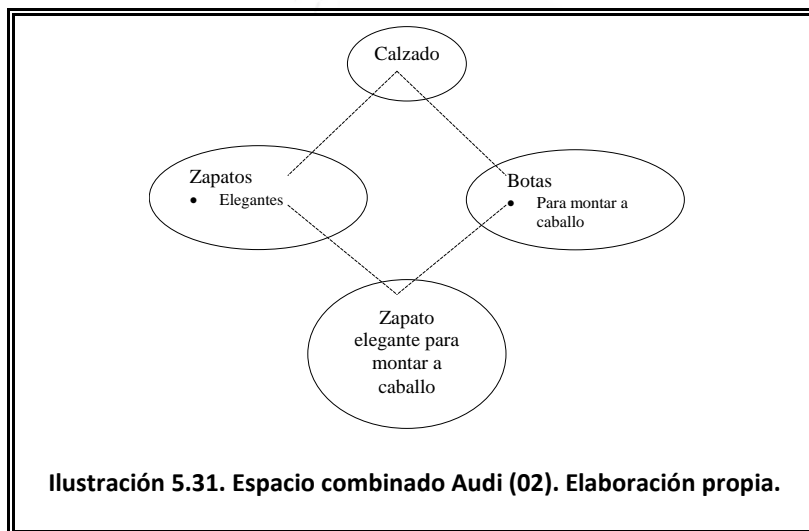 Calzado
Zapatos
• Elegantes
Botas
• Para montar a
caballo
Zapato
elegante para
montar a
caballo
Ilustración 5.31. Espacio combinado Audi (02). Elaboración propia.